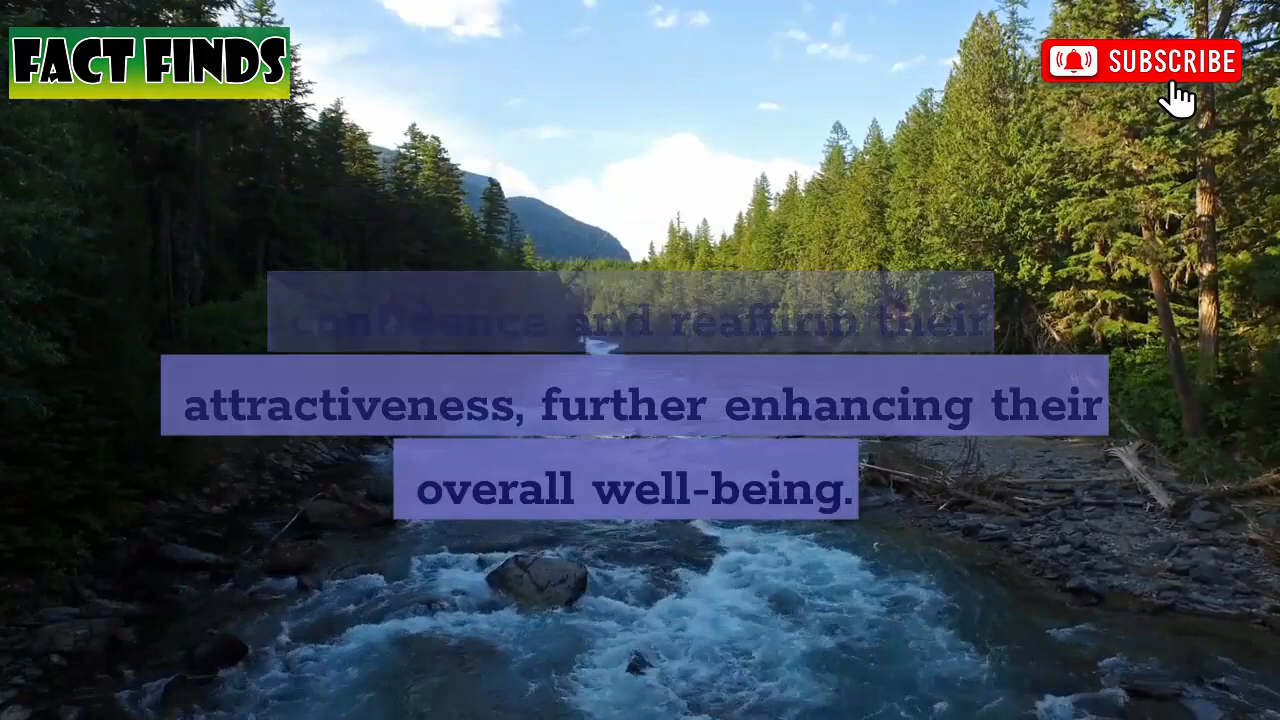 FACT FINDS
SUBSCRIBE
confidence and reaffirm their
attractiveness, further enhancing their
overall well-being.